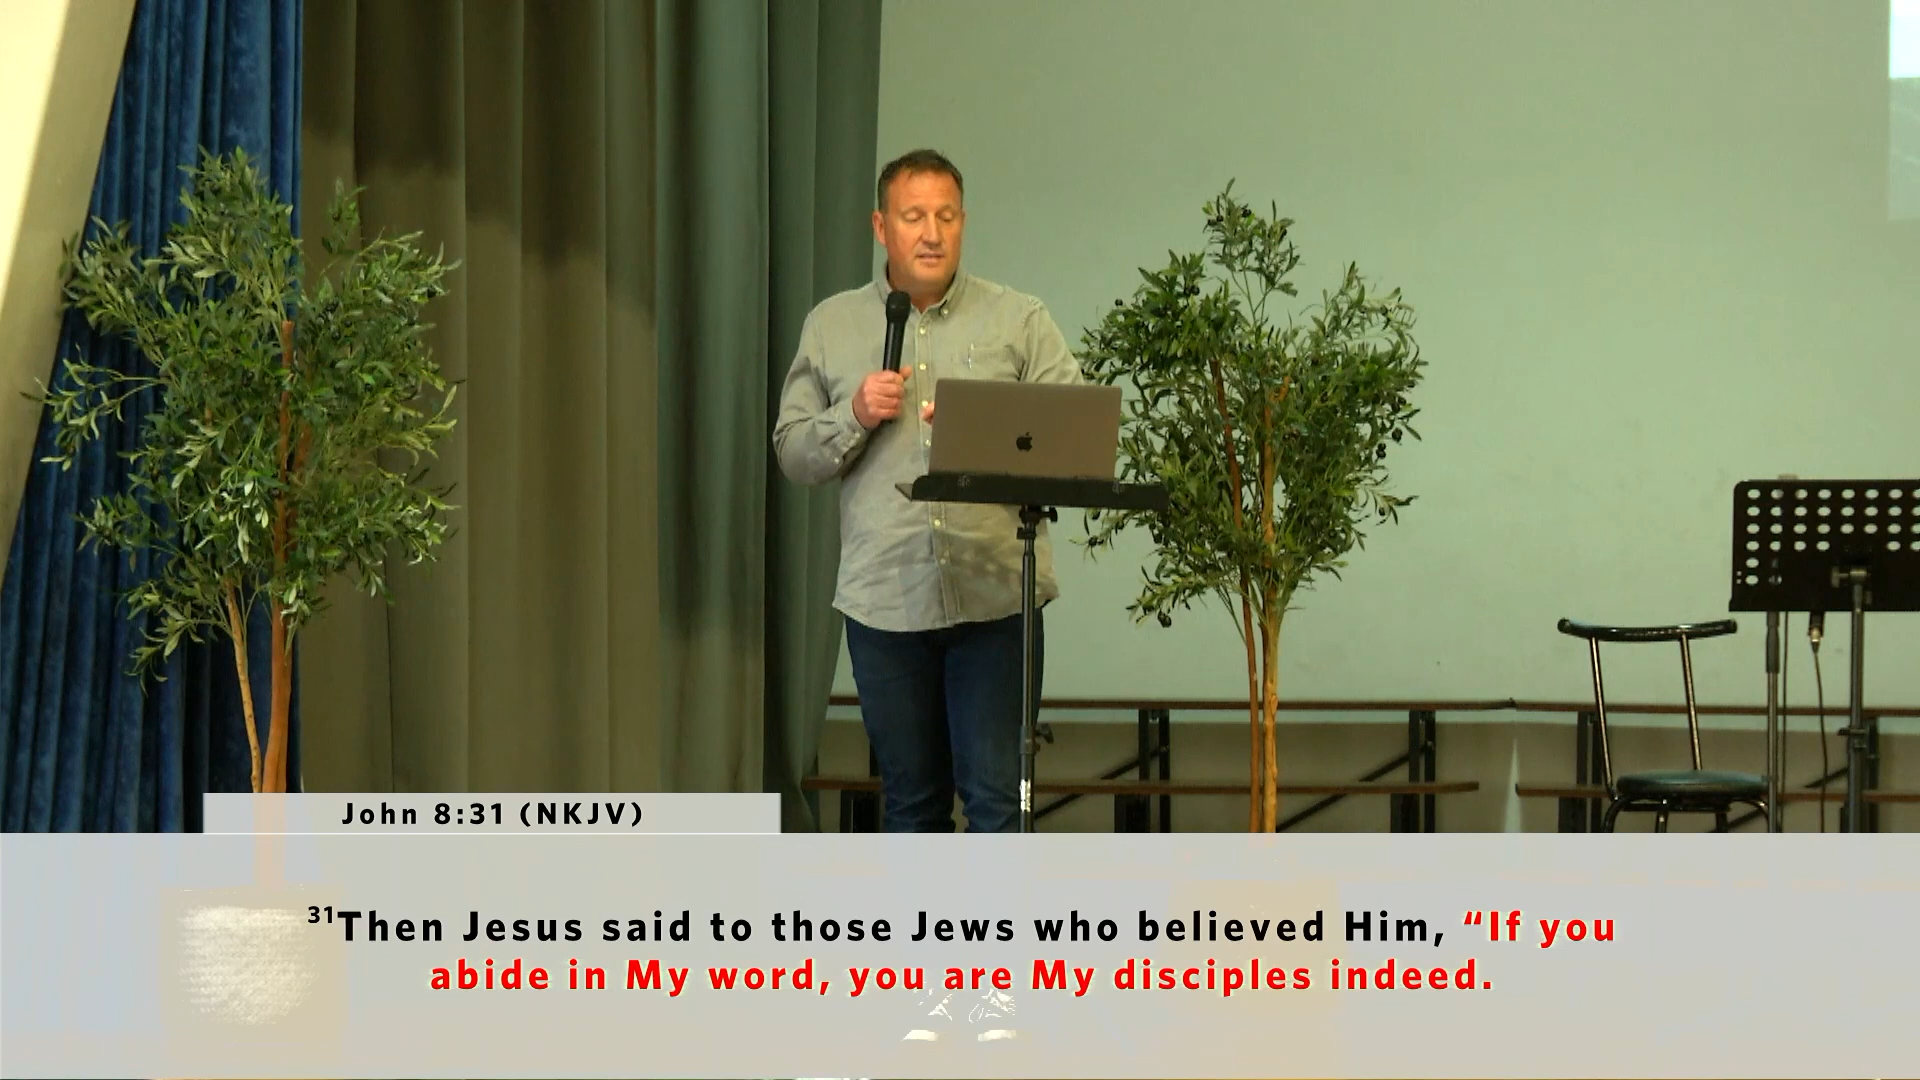 John 8:31 (NKJV)
31Then Jesus said to those Jews who believed Him, “If you
abide in My word, you are My disciples indeed.